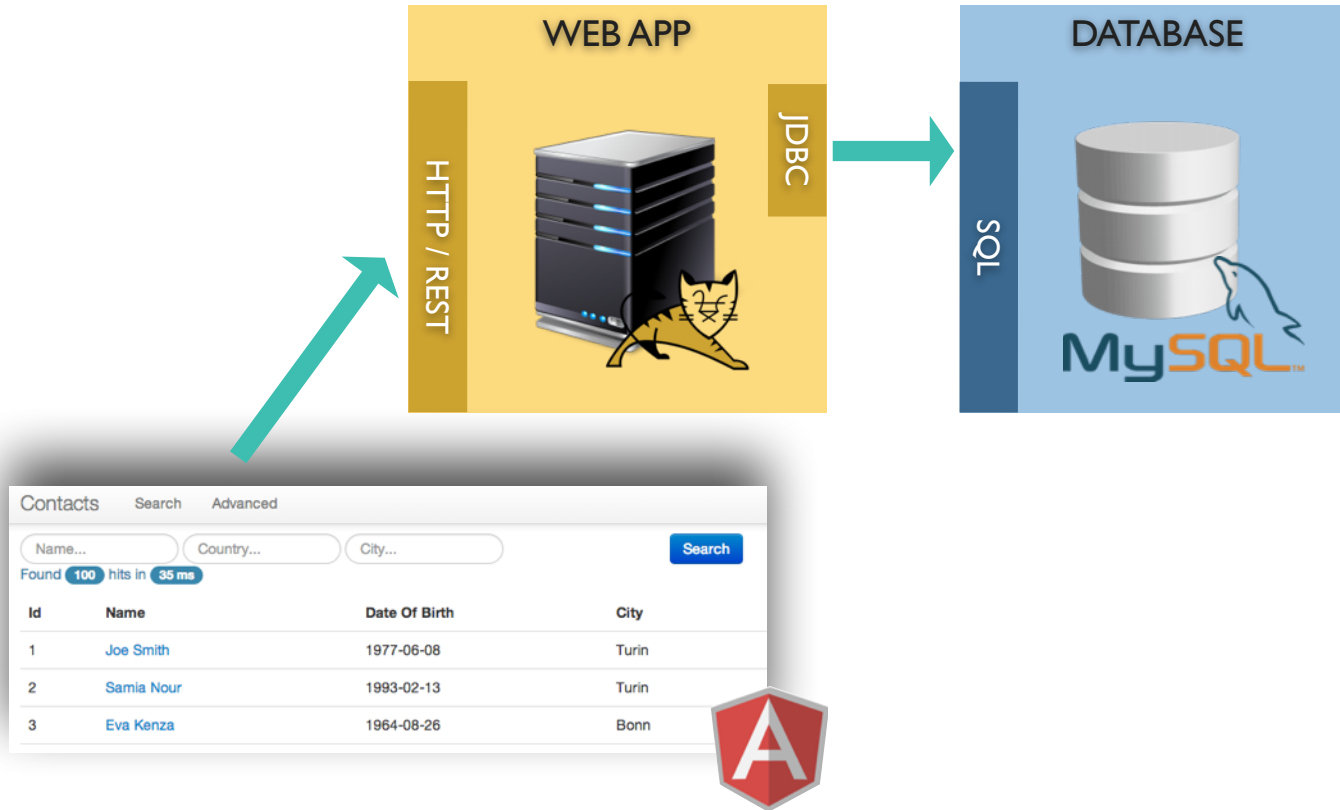 WEB APP
DATABASE
HTTP / REST
JDBC
SQL
MySQL™
Contacts Search Advanced
Name... Country... City... Search
Found 100 hits in 35 ms
Id Name Date Of Birth City
1 Joe Smith 1977-06-08 Turin
2 Samia Nour 1993-02-13 Turin
3 Eva Kenza 1964-08-26 Bonn
A